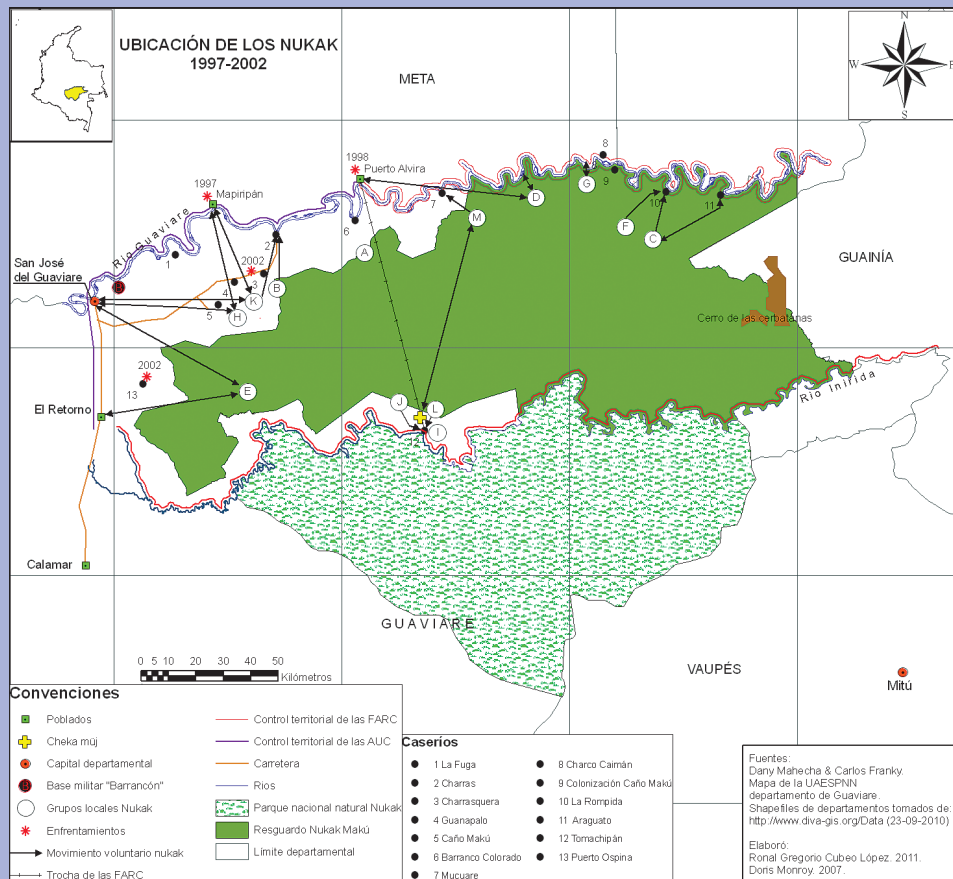 UBICACIÓN DE LOS NUKAK
1997-2002
META
N
W
E
S
1998
Puerto Alvira
8
1997
Mapiripán
G
9
D
7
M
10
11
Río Guaviare
6
F
C
2
A
San José
del Guaviare
1
2002
GUAINÍA
B
4
3
B
K
5
H
Cerro de las cerbatanas
2002
13
E
Río Inilida
El Retorno
J
L
I
12
Calamar
GUAVIARE
VAUPÉS
Mitú
0 5 10 20 30 40 50
Kilómetros
Convenciones
Poblados
Cheka mɨj
Capital departamental
Base militar "Barrancón"
Grupos locales Nukak
Enfrentamientos
Movimiento voluntario nukak
Trocha de las FARC
Control territorial de las FARC
Control territorial de las AUC
Carretera
Rios
Parque nacional natural Nukak
Resguardo Nukak Makú
Límite departamental
Caseríos
1 La Fuga
2 Charras
3 Charrasquera
4 Guanapalo
5 Caño Makú
6 Barranco Colorado
7 Mucuare
8 Charco Caimán
9 Colonización Caño Makú
10 La Rompida
11 Araguato
12 Tomachipán
13 Puerto Ospina
Fuentes:
Dany Mahecha & Carlos Franky.
Mapa de la UAESPNN
departamento de Guaviare.
Shapefiles de departamentos tomados de:
http://www.diva-gis.org/Data (23-09-2010)
Elaboró:
Ronal Gregorio Cubeo López. 2011.
Doris Monroy. 2007.